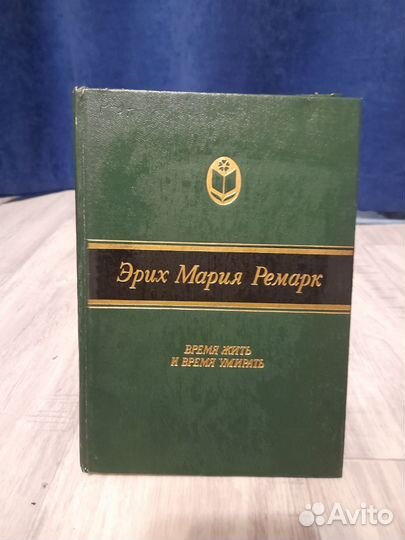 Эрих Мария Ремарк
ВРЕМЯ ЖИТЬ
И ВРЕМЯ УМИРАТЬ
Avito